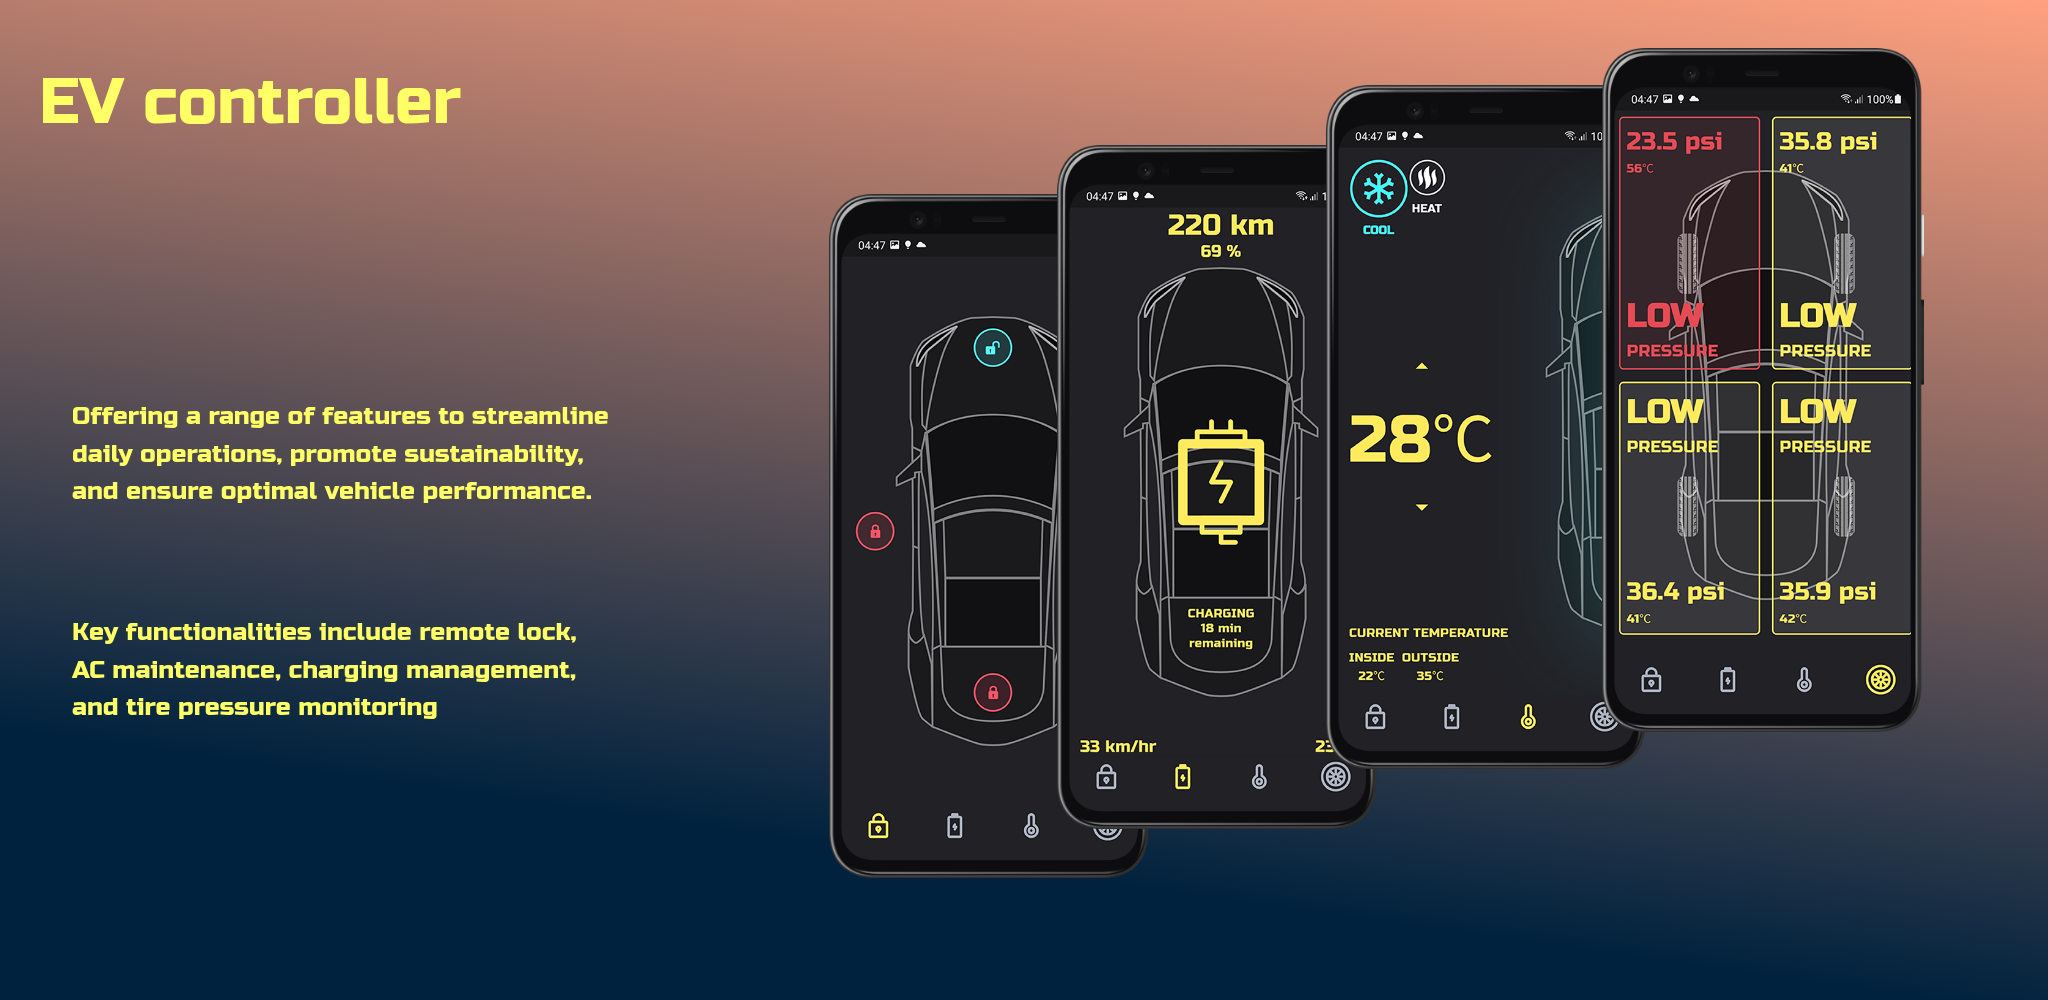 EV controller
Offering a range of features to streamline
daily operations, promote sustainability,
and ensure optimal vehicle performance.
Key functionalities include remote lock,
AC maintenance, charging management,
and tire pressure monitoring
04:47
04:47
220 km
69 %
CHARGING
18 min
remaining
33 km/hr
04:47
COOL
HEAT
28°C
CURRENT TEMPERATURE
INSIDE OUTSIDE
22°C 35°C
04:47 100%
23.5 psi
56°C
LOW
PRESSURE
35.8 psi
41°C
LOW
PRESSURE
LOW
PRESSURE
36.4 psi
41°C
LOW
PRESSURE
35.9 psi
42°C